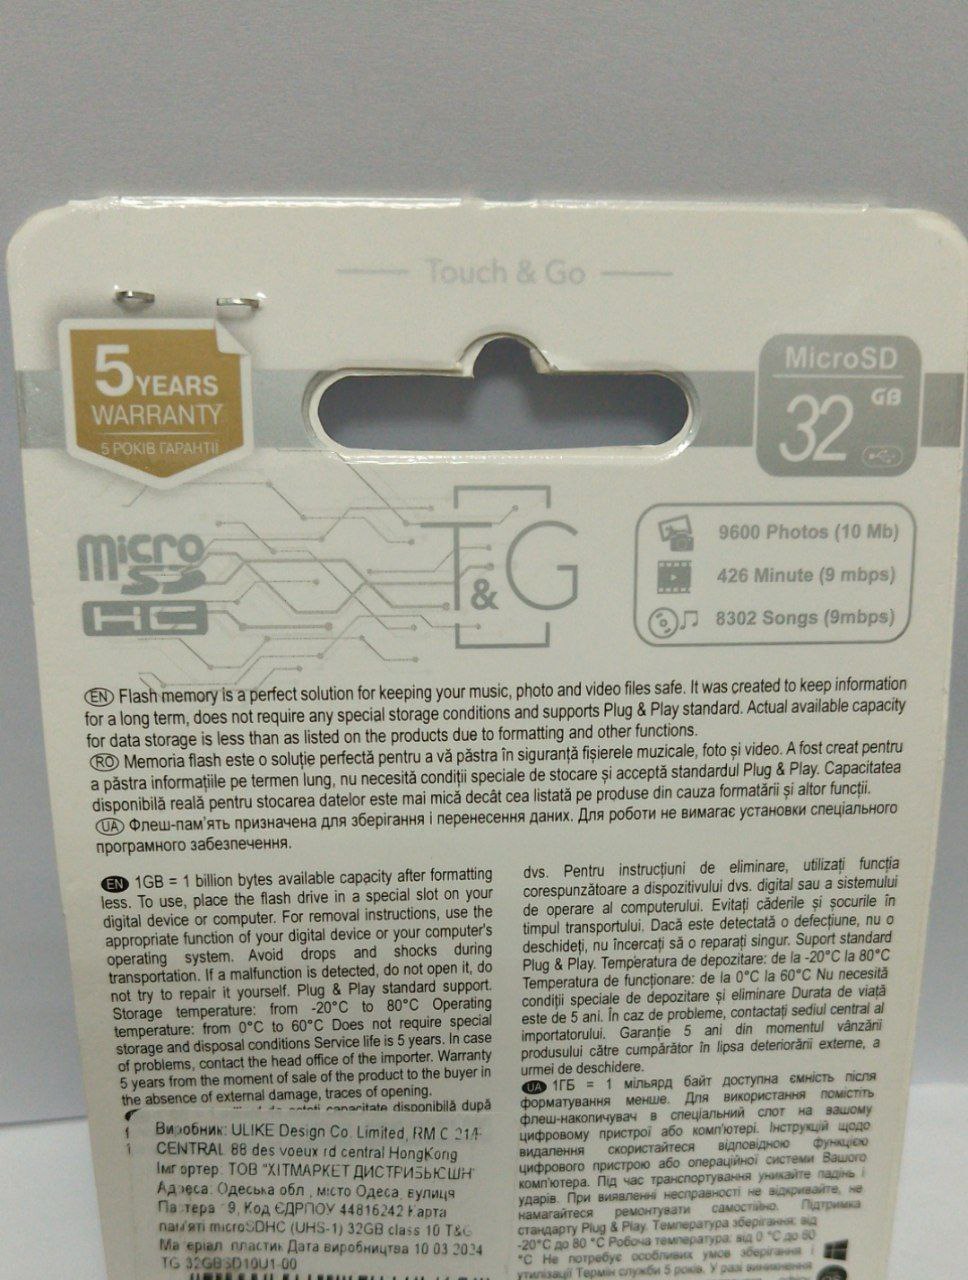 Touch & Go
5 YEARS
WARRANTY
5 РОКІВ ГАРАНТІЇ
MicroSD
32 GB
micro
SD
HC
T&G
9600 Photos (10 Mb)
426 Minute (9 mbps)
8302 Songs (9mbps)
EN Flash memory is a perfect solution for keeping your music, photo and video files safe. It was created to keep information
for a long term, does not require any special storage conditions and supports Plug & Play standard. Actual available capacity
for data storage is less than as listed on the products due to formatting and other functions.
RO Memoria flash este o soluție perfectă pentru a vă păstra în siguranță fișierele muzicale, foto și video. A fost creat pentru
a păstra informațiile pe termen lung, nu necesită condiții speciale de stocare și acceptă standardul Plug & Play. Capacitatea
disponibilă reală pentru stocarea datelor este mai mică decât cea listată pe produse din cauza formatării și altor funcții.
UA Флеш-пам'ять призначена для зберігання і перенесення даних. Для роботи не вимагає установки спеціального
програмного забезпечення.
EN 1GB = 1 billion bytes available capacity after formatting
less. To use, place the flash drive in a special slot on your
digital device or computer. For removal instructions, use the
appropriate function of your digital device or your computer's
operating system. Avoid drops and shocks during
transportation. If a malfunction is detected, do not open it, do
not try to repair it yourself. Plug & Play standard support.
Storage temperature: from -20°C to 80°C Operating
temperature: from 0°C to 60°C Does not require special
storage and disposal conditions Service life is 5 years. In case
of problems, contact the head office of the importer. Warranty
5 years from the moment of sale of the product to the buyer in
the absence of external damage, traces of opening.
capacitate disponibilă după
Виробник: ULIKE Design Co. Limited, RM C 21/F
CENTRAL 88 des voeux rd central HongKong
Імпортер: ТОВ "ХІТМАРКЕТ ДИСТРИБЬЮШН"
Адреса: Одеська обл., місто Одеса, вулиця
9, Код ЄДРПОУ 44816242 Карта
пам'яті microSDHC (UHS-1) 32GB class 10 T&G
Матеріал пластик Дата виробництва 10 03 2024
TG 32GBSD10U1-00
dvs. Pentru instrucțiuni de eliminare, utilizați funcția
corespunzătoare a dispozitivului dvs. digital sau a sistemului
de operare al computerului. Evitați căderile și șocurile în
timpul transportului. Dacă este detectată o defecțiune, nu o
deschideți, nu încercați să o reparați singur. Suport standard
Plug & Play. Temperatura de depozitare: de la -20°C la 80°C
Temperatura de funcționare: de la 0°C la 60°C Nu necesită
condiții speciale de depozitare și eliminare Durata de viață
este de 5 ani. În caz de probleme, contactați sediul central al
importatorului. Garanție 5 ani din momentul vânzării
produsului către cumpărător în lipsa deteriorării externe, a
urmei de deschidere.
UA 1ГБ = 1 мільярд байт доступна ємність після
форматування менше. Для використання помістіть
флеш-накопичувач в спеціальний слот на вашому
цифровому пристрої або комп'ютері. Інструкцій щодо
видалення скористайтеся відповідною функцією
цифрового пристрою або операційної системи Вашого
комп'ютера. Під час транспортування уникайте падінь і
ударів. При виявленні несправності не відкривайте, не
намагайтеся ремонтувати самостійно. Підтримка
стандарту Plug & Play. Температура зберігання: від
-20°C до 80 °C Робоча температура: від 0 °C до 60
°C Не потребує особливих умов зберігання і
утилізації Термін служби 5 років. У разі виникнення